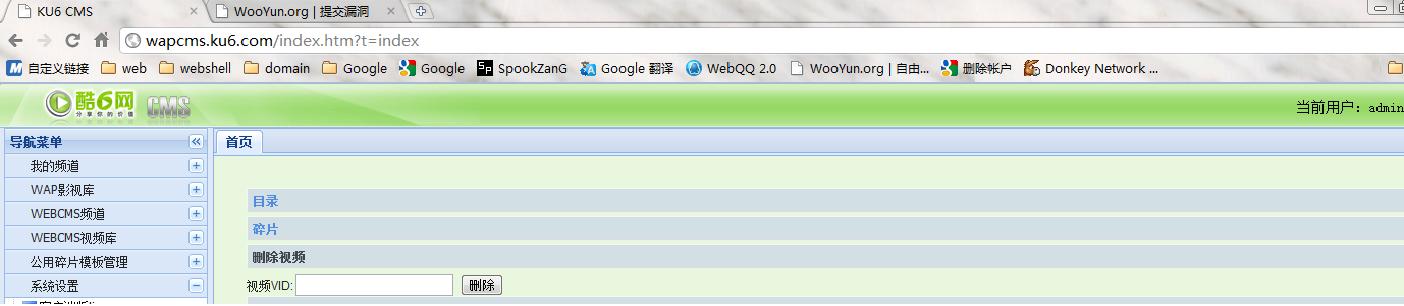 KU6 CMS WooYun.org | 提交漏洞
wapcms.ku6.com/index.htm?t=index
自定义链接 web webshell domain Google Google SpookZanG Google 翻译 WebQQ 2.0 WooYun.org | 自由... 删除帐户 Donkey Network ...
酷6网 CMS 当前用户：admin
分享你的价值
导航菜单 首页
我的频道
WAP影视库
目录
WEBCMS频道
碎片
WEBCMS视频库
删除视频
公用碎片模板管理
系统设置
视频VID: 删除